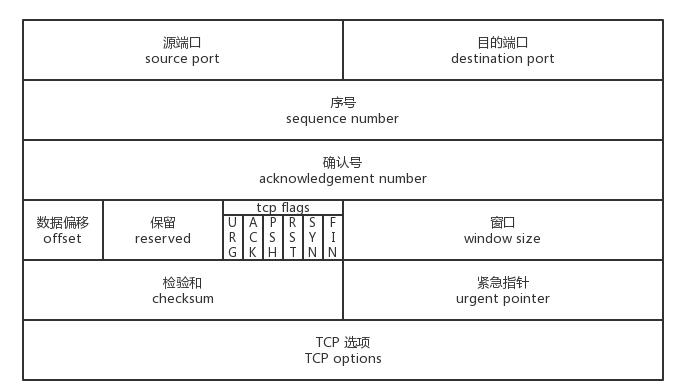 源端口
source port
目的端口
destination port
序号
sequence number
确认号
acknowledgement number
数据偏移
offset
保留
reserved
tcp flags
URG
ACK
PSH
RST
SYN
FIN
窗口
window size
检验和
checksum
紧急指针
urgent pointer
TCP 选项
TCP options